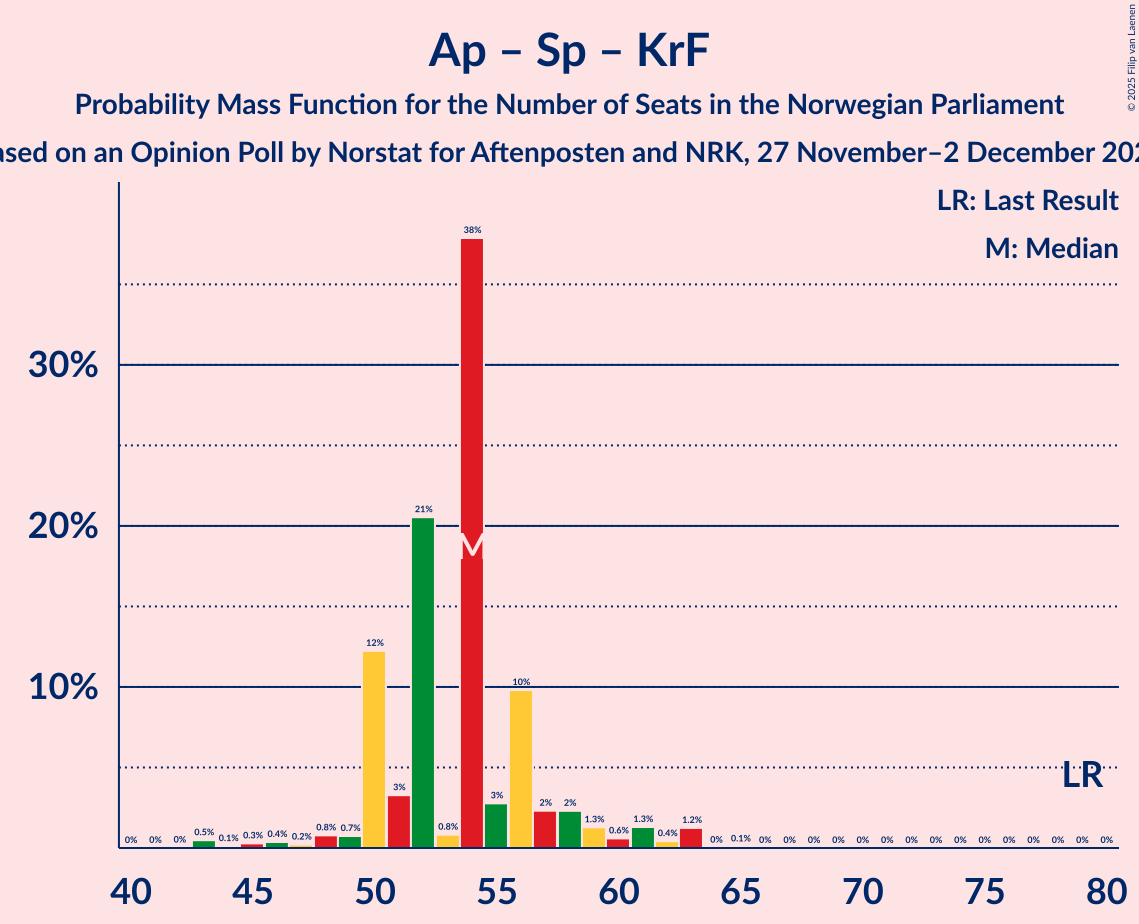 Ap – Sp – KrF
Probability Mass Function for the Number of Seats in the Norwegian Parliament
on an Opinion Poll by Norstat for Aftenposten and NRK, 27 November–2 December
© 2025 Filip van Laenen
LR: Last Result
M: Median
38%
30%
21%
20%
M
12%
10%
10%
LR
3% 3% 2% 2%
0% 0% 0% 0.5% 0.1% 0.3% 0.4% 0.2% 0.8% 0.7% 0.8% 1.3% 0.6% 1.3% 0.4% 1.2% 0% 0.1% 0% 0% 0% 0% 0% 0% 0% 0% 0% 0% 0% 0% 0% 0% 0%
40 45 50 55 60 65 70 75 80